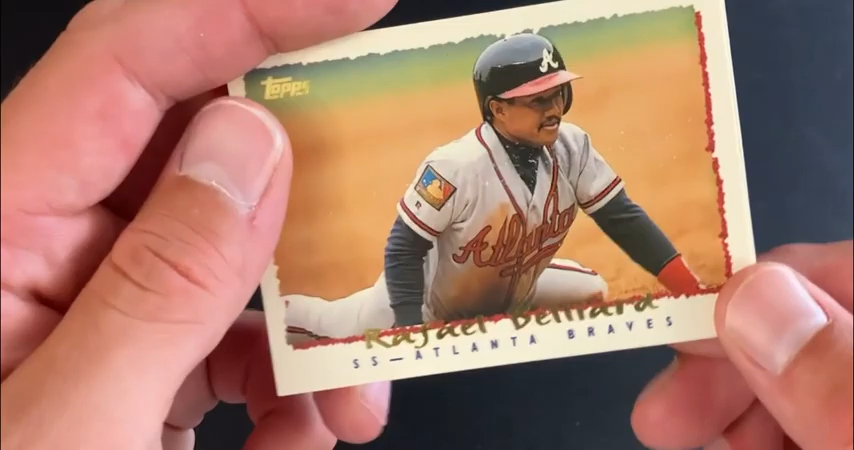 Topps
A
R
Atlanta
Rafael Belliard
SS—ATLANTA BRAVES